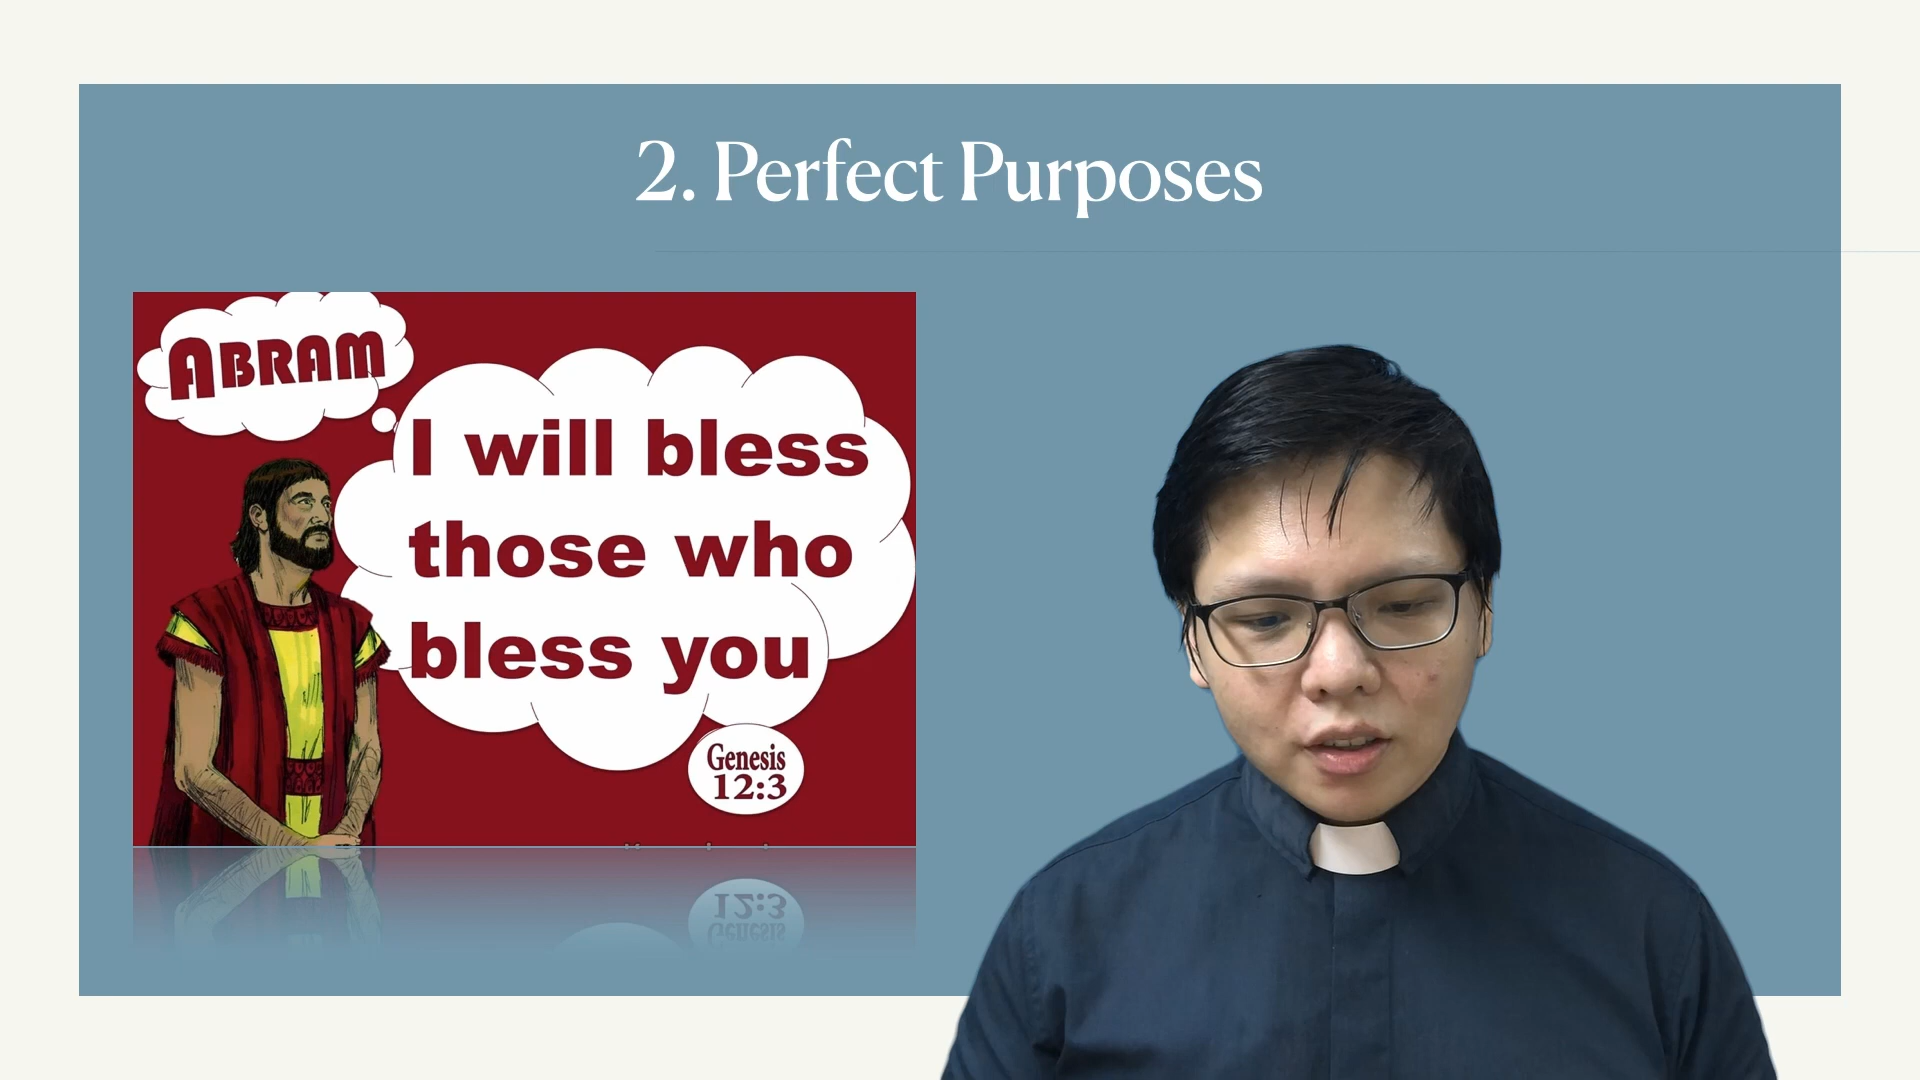 2. Perfect Purposes
ABRAM
I will bless
those who
bless you
Genesis
12:3